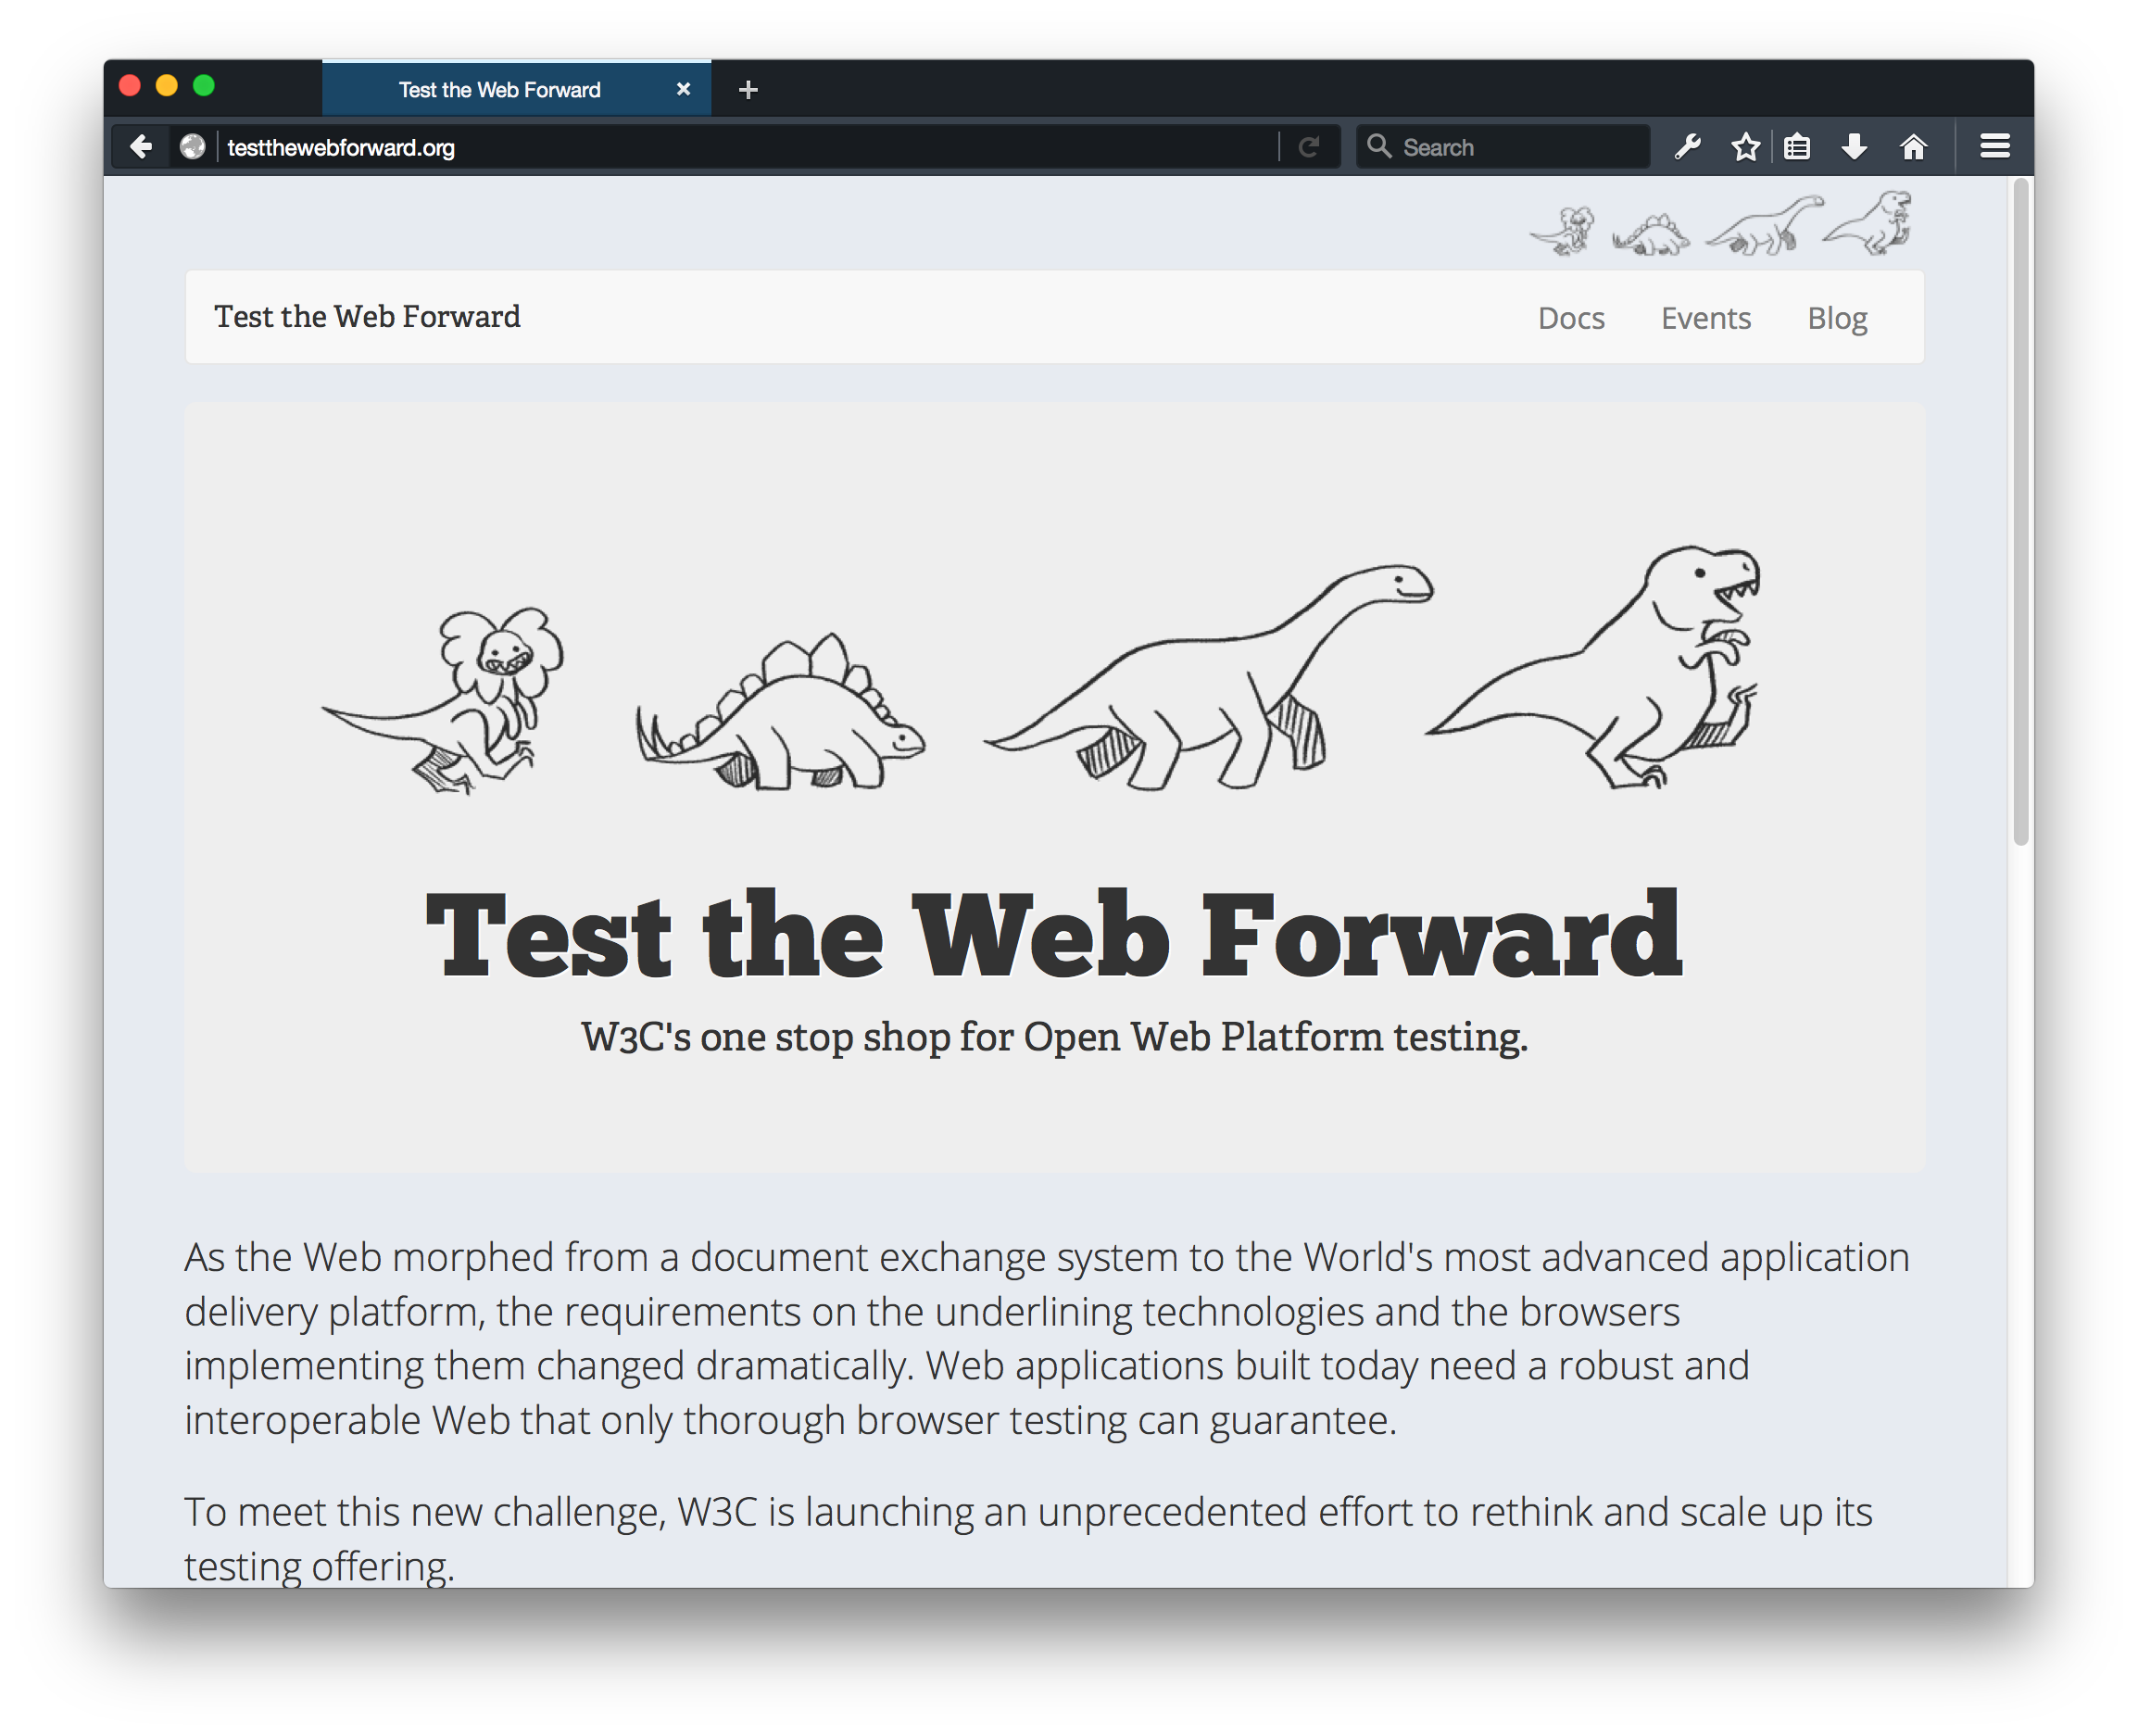 Test the Web Forward
testthewebforward.org
Search
Test the Web Forward
Docs Events Blog
Test the Web Forward
W3C's one stop shop for Open Web Platform testing.
As the Web morphed from a document exchange system to the World's most advanced application
delivery platform, the requirements on the underlining technologies and the browsers
implementing them changed dramatically. Web applications built today need a robust and
interoperable Web that only thorough browser testing can guarantee.
To meet this new challenge, W3C is launching an unprecedented effort to rethink and scale up its
testing offering.